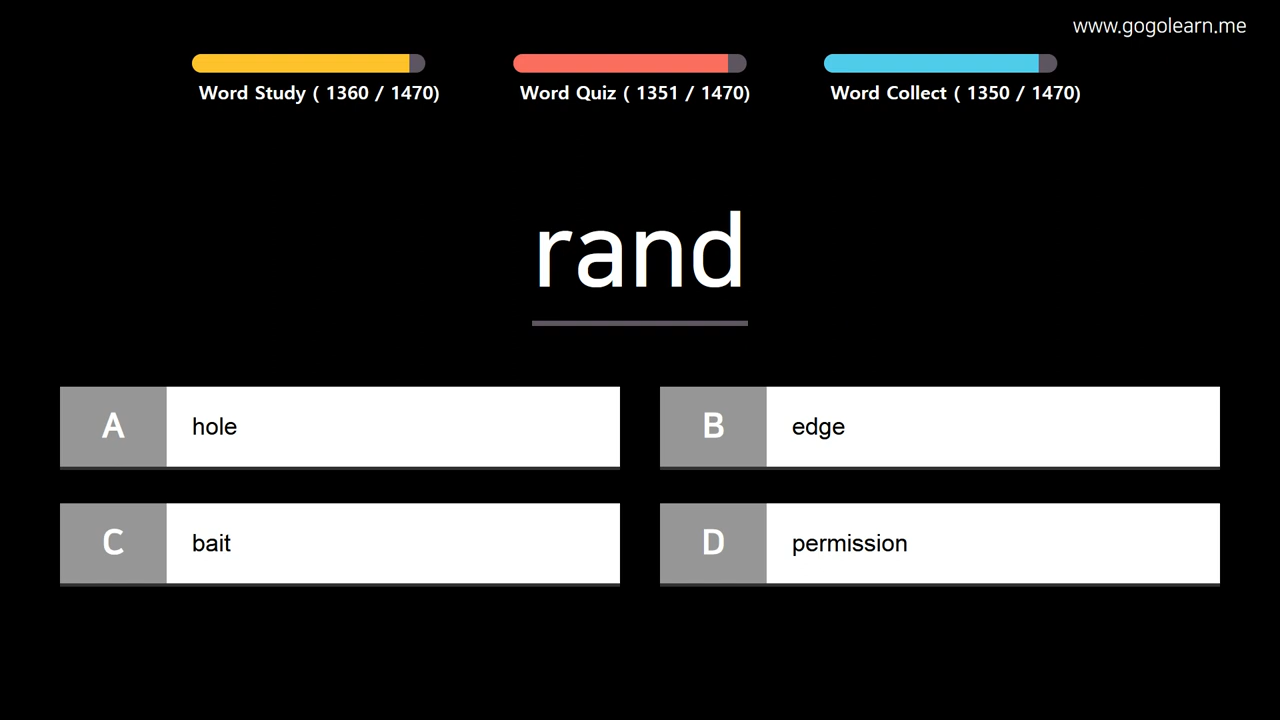 www.gogolearn.me
Word Study ( 1360 / 1470)
Word Quiz ( 1351 / 1470)
Word Collect ( 1350 / 1470)
rand
A hole
B edge
C bait
D permission